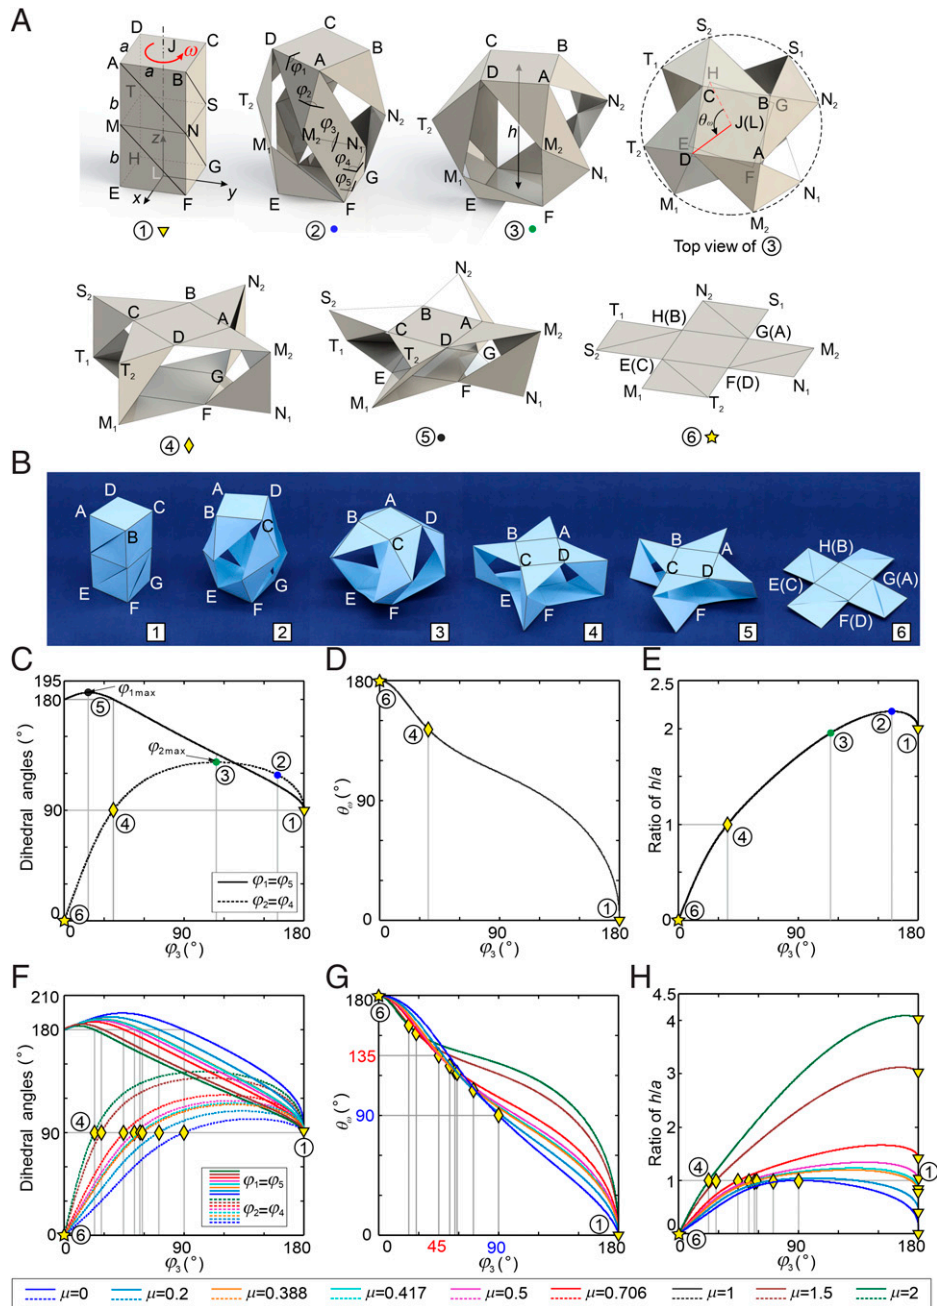 A
D C J ω a A a B T b S M N z b H G L E F x y
① 
D C A B φ1 T2 φ2 φ3 N2 M2 N1 φ4 M1 φ5 G E F
②
C B D A T2 h N2 M2 M1 N1 E F
③
S2 T1 S1 H C B G N2 θω J(L) T2 E D A F M1 N1 M2
Top view of ③
S2 B N2 C A D T1 T2 M2 G F M1 N1
④
N2 T1 B A C D M2 S2 T2 G E F M1 N1
⑤
N2 S1 T1 H(B) G(A) S2 M2 E(C) F(D) M1 T2 N1
⑥
B
D A C B E G F 1
A D B C E G F 2
A B D C E F 3
B A C D E F 4
B A C D F 5
H(B) E(C) G(A) F(D) 6
C
Dihedral angles (°)
195
180
90
0
0 90 180
φ3(°)
φ1max
φ2max
⑤ ③ ② ④ ① ⑥
φ1=φ5
φ2=φ4
D
θω(°)
180
90
0
0 90 180
φ3(°)
⑥ ④ ①
E
Ratio of h/a
2.5
2
1
0
0 90 180
φ3(°)
② ① ③ ④ ⑥
F
Dihedral angles (°)
210
180
90
0
0 90 180
φ3(°)
④ ① ⑥
φ1=φ5
φ2=φ4
G
θω(°)
180
135
90
0
0 45 90 180
φ3(°)
⑥ ①
H
Ratio of h/a
4.5
4
3
2
1
0
0 90 180
φ3(°)
④ ① ⑥
μ=0 μ=0.2 μ=0.388 μ=0.417 μ=0.5 μ=0.706 μ=1 μ=1.5 μ=2